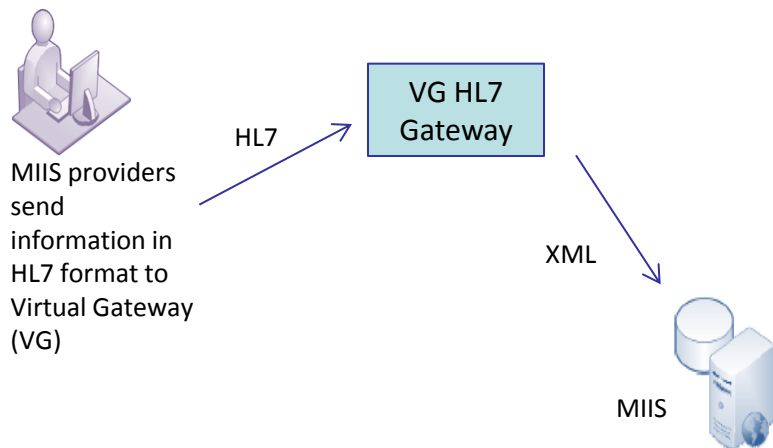 VG HL7
Gateway
HL7
MIIS providers
send
information in
HL7 format to
Virtual Gateway
(VG)
XML
MIIS